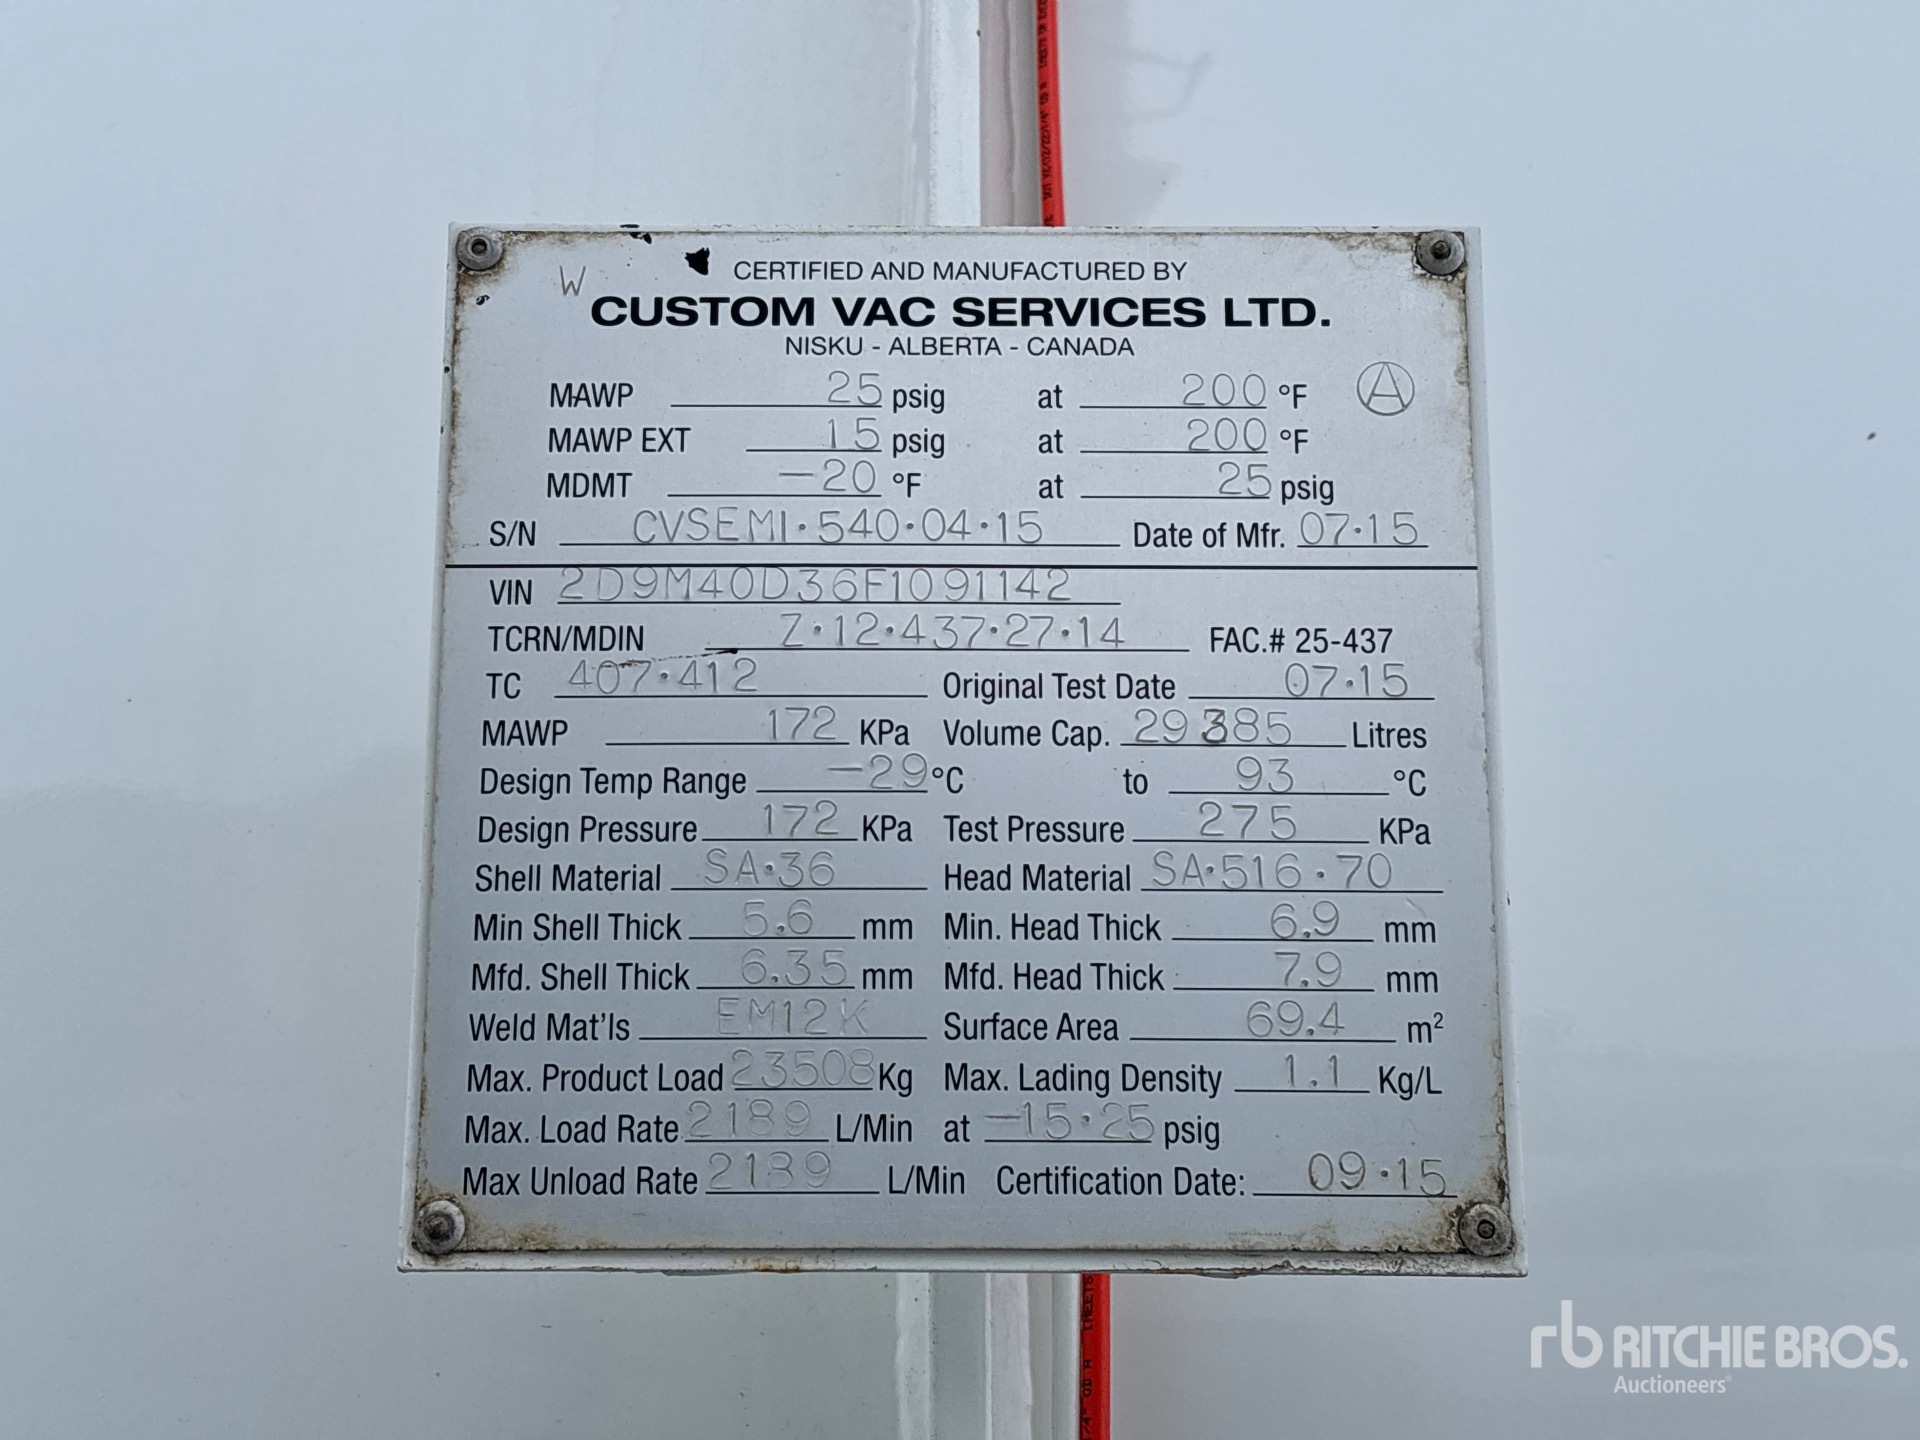 W
CERTIFIED AND MANUFACTURED BY
CUSTOM VAC SERVICES LTD.
NISKU - ALBERTA - CANADA
MAWP 25 psig at 200 °F A
MAWP EXT 15 psig at 200 °F
MDMT -20 °F at 25 psig
S/N CVSEMI·540·04·15 Date of Mfr. 07·15
VIN 2D9M40D36F1091142
TCRN/MDIN Z·12·437·27·14 FAC.# 25-437
TC 407·412 Original Test Date 07·15
MAWP 172 KPa Volume Cap. 29385 Litres
Design Temp Range -29 °C to 93 °C
Design Pressure 172 KPa Test Pressure 275 KPa
Shell Material SA·36 Head Material SA·516·70
Min Shell Thick 5.6 mm Min. Head Thick 6.9 mm
Mfd. Shell Thick 6.35 mm Mfd. Head Thick 7.9 mm
Weld Mat'ls EM12K Surface Area 69.4 m²
Max. Product Load 23508 Kg Max. Lading Density 1.1 Kg/L
Max. Load Rate 2189 L/Min at -15·25 psig
Max Unload Rate 2189 L/Min Certification Date: 09·15
rb RITCHIE BROS.
Auctioneers